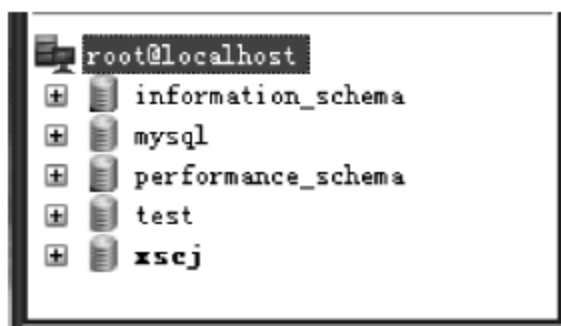 root@localhost
information_schema
mysql
performance_schema
test
xscj